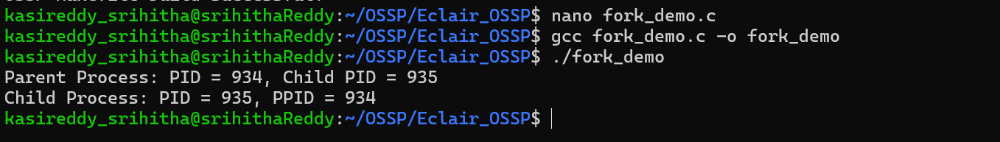 kasireddy_srihitha@srihithaReddy:~/OSSP/Eclair_OSSP$ nano fork_demo.c
kasireddy_srihitha@srihithaReddy:~/OSSP/Eclair_OSSP$ gcc fork_demo.c -o fork_demo
kasireddy_srihitha@srihithaReddy:~/OSSP/Eclair_OSSP$ ./fork_demo
Parent Process: PID = 934, Child PID = 935
Child Process: PID = 935, PPID = 934
kasireddy_srihitha@srihithaReddy:~/OSSP/Eclair_OSSP$